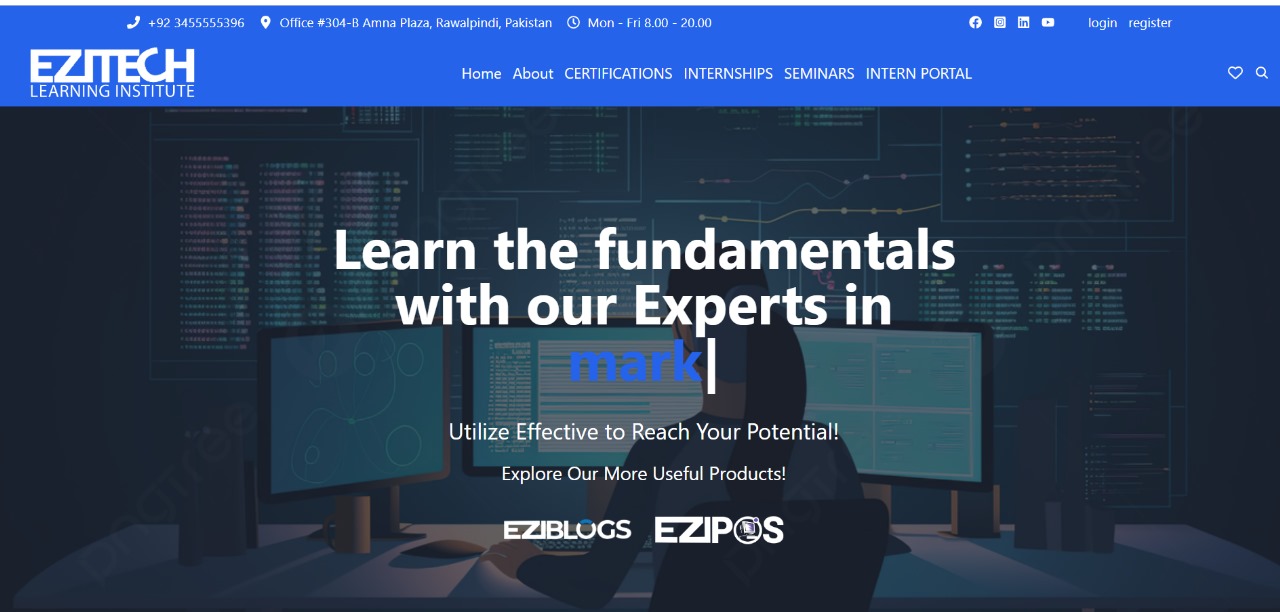 +92 3455555396 Office #304-B Amna Plaza, Rawalpindi, Pakistan Mon - Fri 8.00 - 20.00 login register
EZITECH
LEARNING INSTITUTE
Home About CERTIFICATIONS INTERNSHIPS SEMINARS INTERN PORTAL
Learn the fundamentals
with our Experts in
mark|
Utilize Effective to Reach Your Potential!
Explore Our More Useful Products!
EZIBLOGS EZIPOS
pngtree